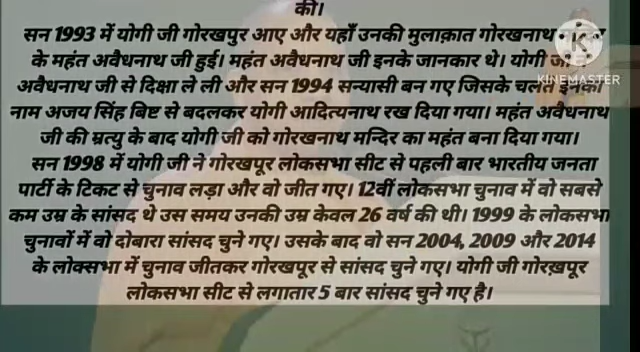 की।
सन 1993 में योगी जी गोरखपुर आए और यहाँ उनकी मुलाक़ात गोरखनाथ
के महंत अवैधनाथ जी हुई। महंत अवैधनाथ जी इनके जानकार थे। योगी जी
अवैधनाथ जी से दिक्षा ले ली और सन 1994 सन्यासी बन गए जिसके चलते इनका
KINEMASTER
नाम अजय सिंह बिष्ट से बदलकर योगी आदित्यनाथ रख दिया गया। महंत अवैधनाथ
जी की म्रत्यु के बाद योगी जी को गोरखनाथ मन्दिर का महंत बना दिया गया।
सन 1998 में योगी जी ने गोरखपूर लोकसभा सीट से पहली बार भारतीय जनता
पार्टी के टिकट से चुनाव लड़ा और वो जीत गए। 12वीं लोकसभा चुनाव में वो सबसे
कम उम्र के सांसद थे उस समय उनकी उम्र केवल 26 वर्ष की थी। 1999 के लोकसभा
चुनावों में वो दोबारा सांसद चुने गए। उसके बाद वो सन 2004, 2009 और 2014
के लोक्सभा में चुनाव जीतकर गोरखपूर से सांसद चुने गए। योगी जी गोरख़पूर
लोकसभा सीट से लगातार 5 बार सांसद चुने गए है।